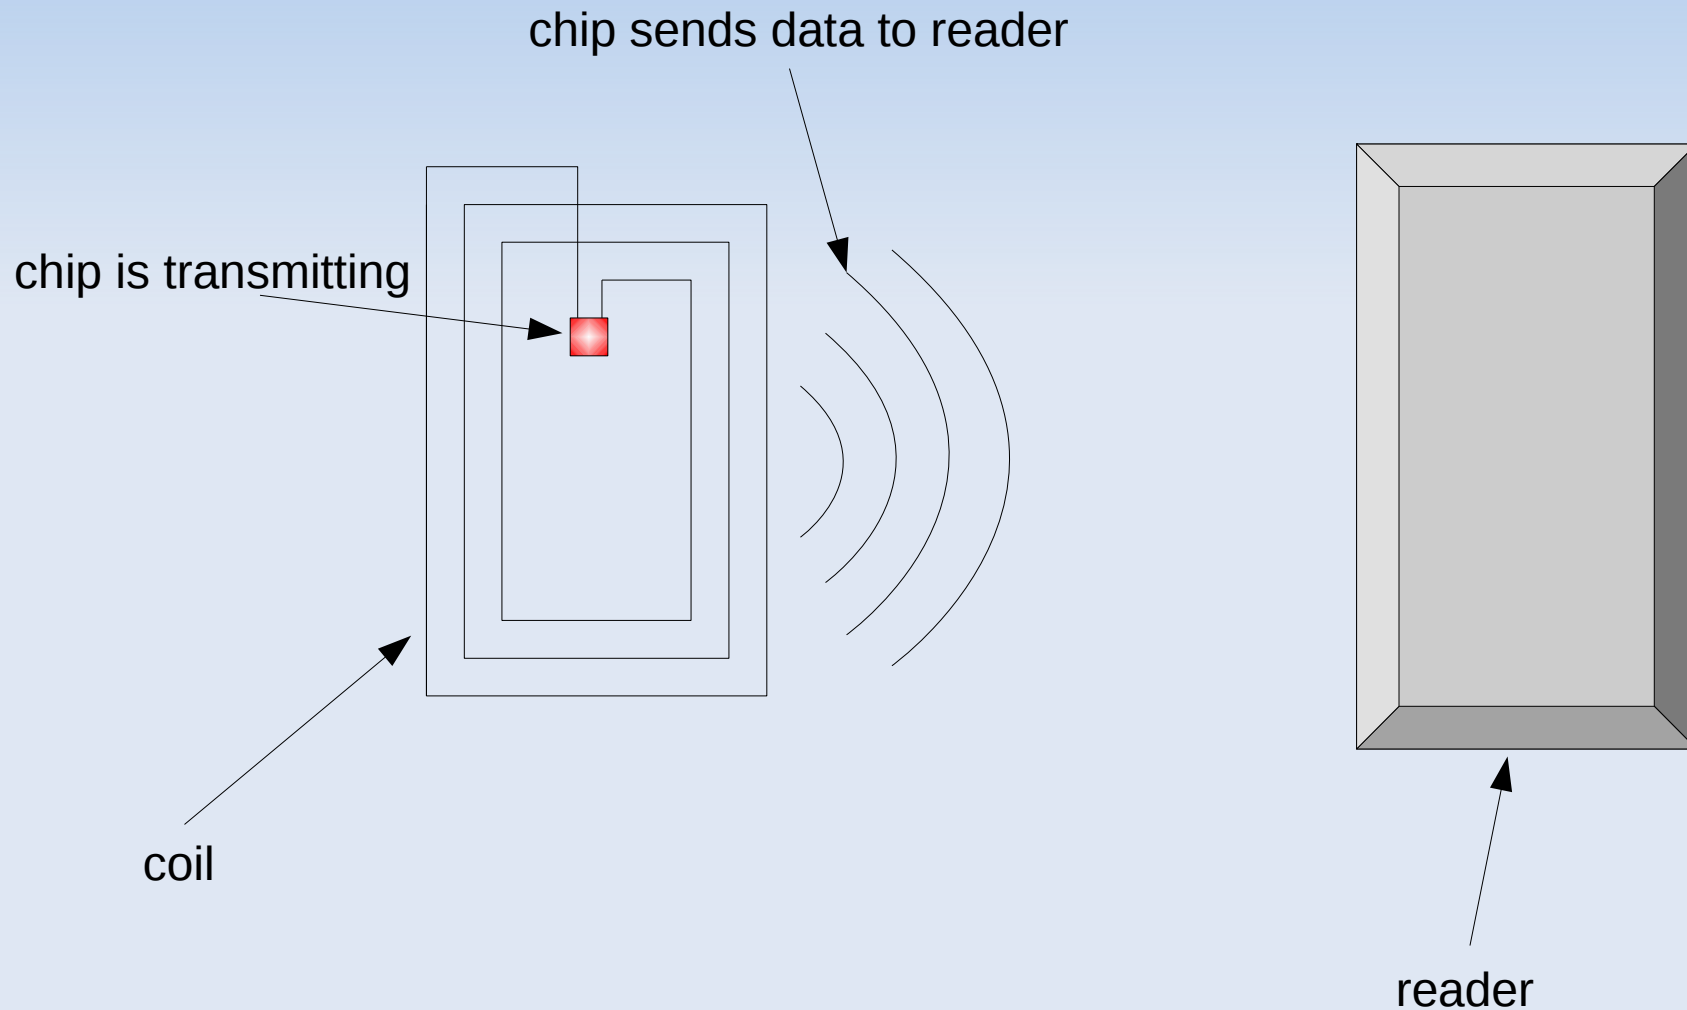 chip sends data to reader
chip is transmitting
coil
reader